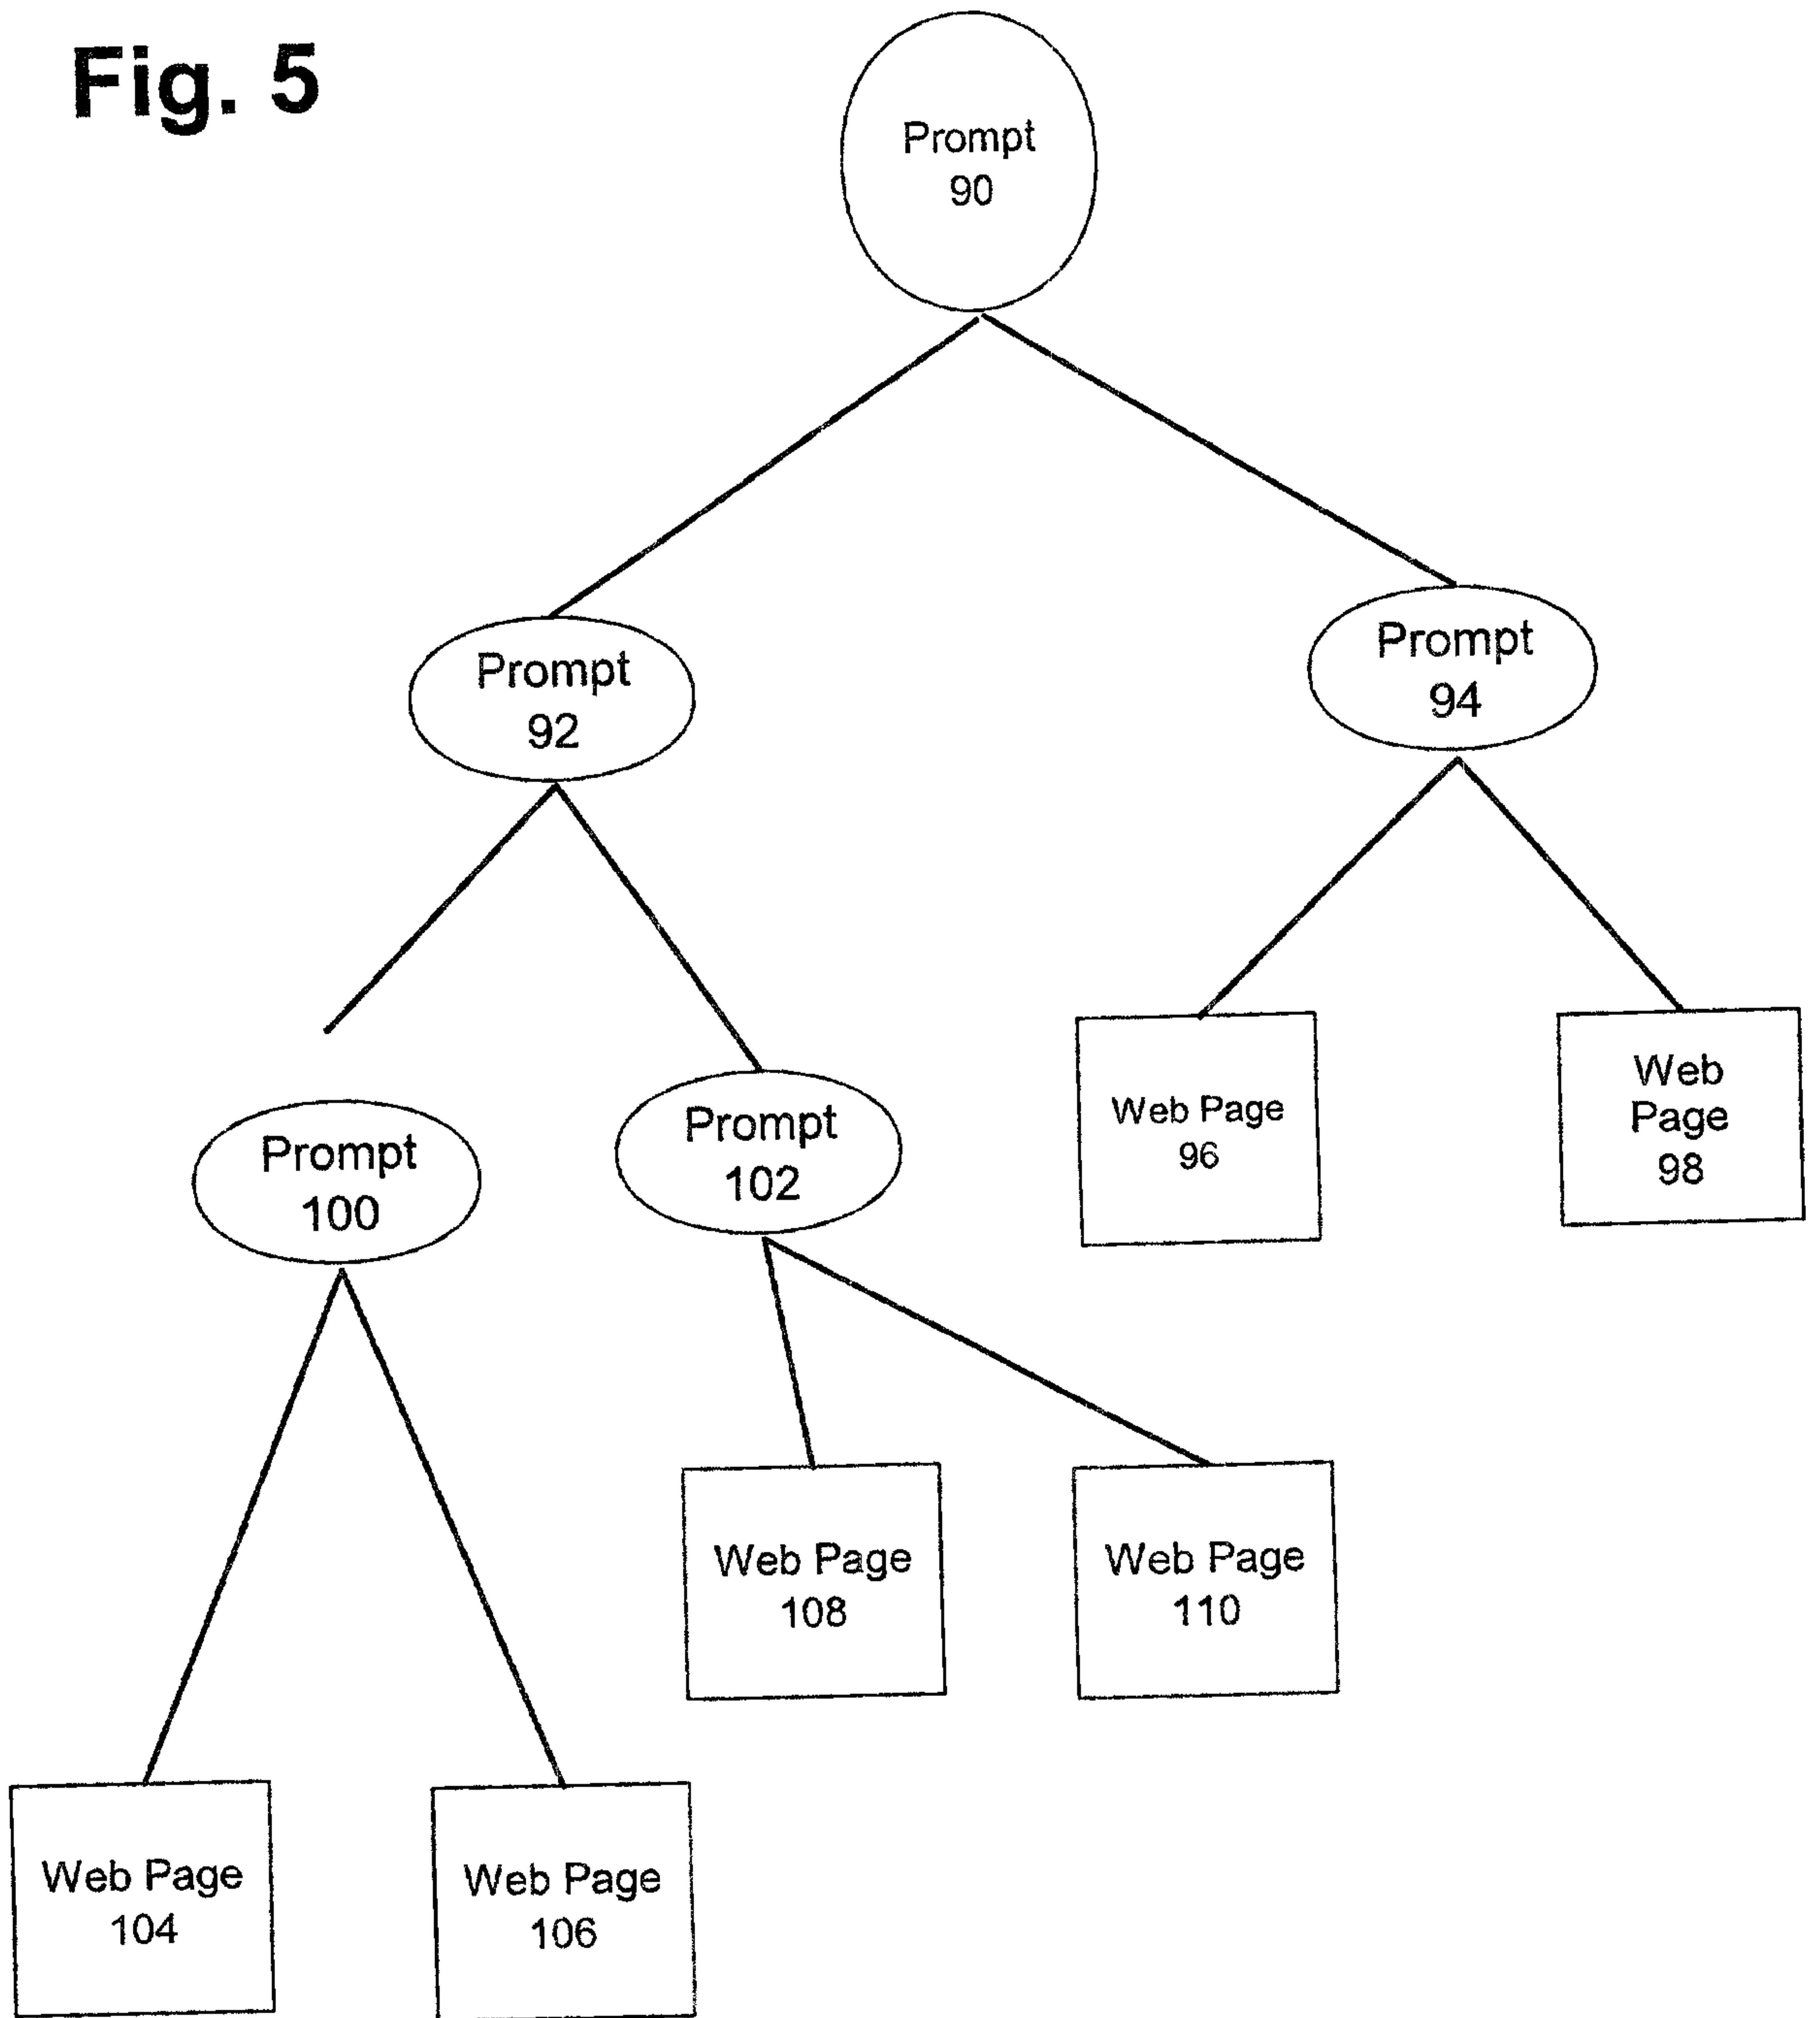 Fig. 5
Prompt
90
Prompt
92
Prompt
94
Prompt
100
Prompt
102
Web Page
96
Web
Page
98
Web Page
108
Web Page
110
Web Page
104
Web Page
106